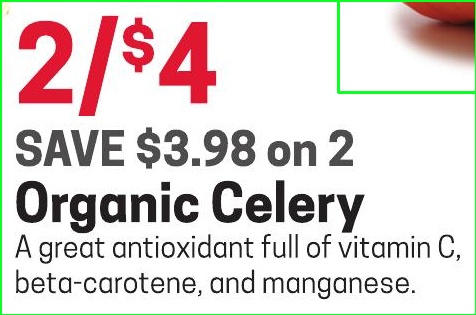 2/$4
SAVE $3.98 on 2
Organic Celery
A great antioxidant full of vitamin C,
beta-carotene, and manganese.